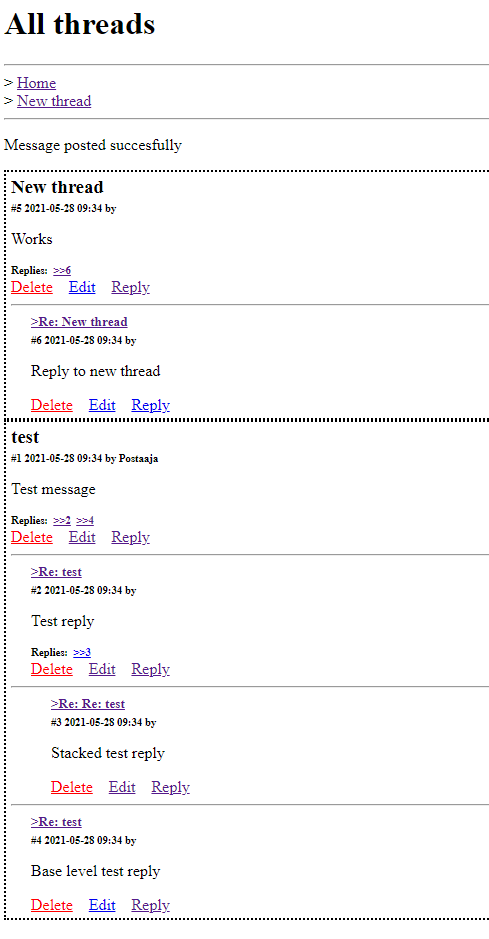 All threads
> Home
> New thread
Message posted succesfully
New thread
#5 2021-05-28 09:34 by
Works
Replies: >>6
Delete Edit Reply
>Re: New thread
#6 2021-05-28 09:34 by
Reply to new thread
Delete Edit Reply
test
#1 2021-05-28 09:34 by Postaaja
Test message
Replies: >>2 >>4
Delete Edit Reply
>Re: test
#2 2021-05-28 09:34 by
Test reply
Replies: >>3
Delete Edit Reply
>Re: Re: test
#3 2021-05-28 09:34 by
Stacked test reply
Delete Edit Reply
>Re: test
#4 2021-05-28 09:34 by
Base level test reply
Delete Edit Reply